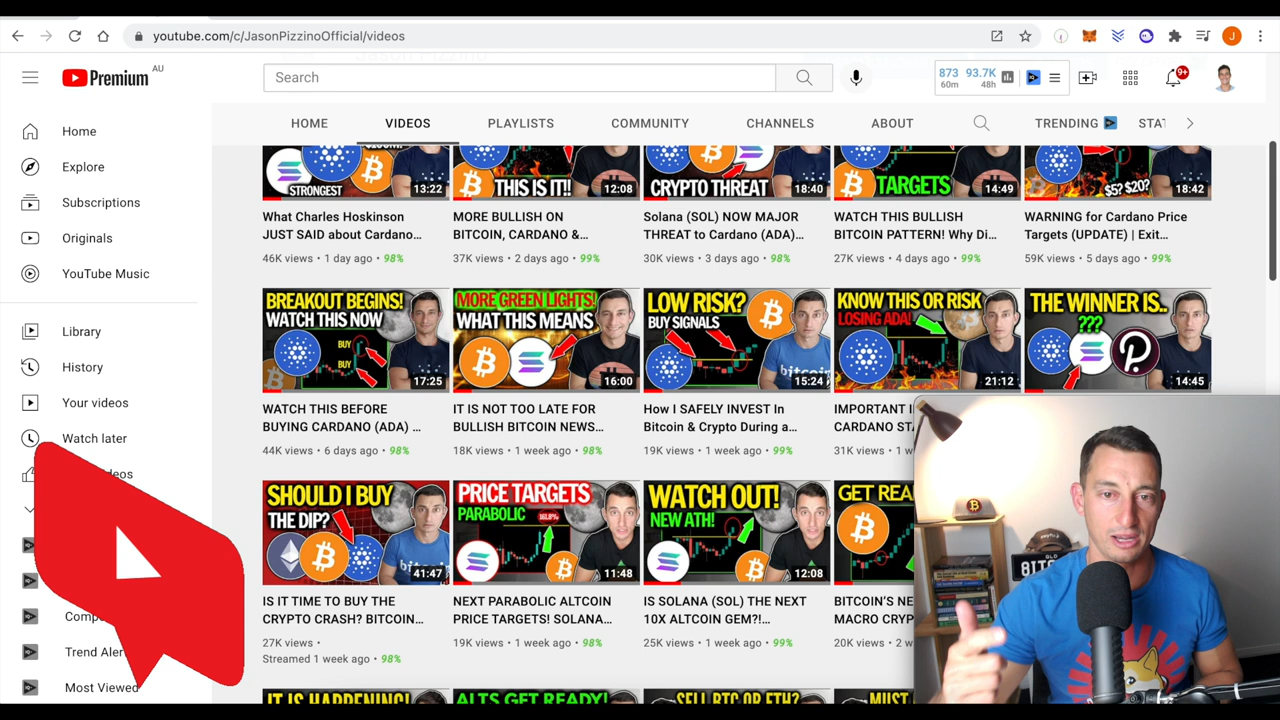 youtube.com/c/JasonPizzinoOfficial/videos
J
Premium AU
Search
873 93.7K
60m 48h
9+
HOME VIDEOS PLAYLISTS COMMUNITY CHANNELS ABOUT TRENDING STAT
Home
Explore
Subscriptions
Originals
YouTube Music
Library
History
Your videos
Watch later
Trend Aler
Most Viewed
STRONGEST
13:22
THIS IS IT!!
12:08
CRYPTO THREAT
18:40
TARGETS
14:49
$5? $20?
18:42
What Charles Hoskinson
JUST SAID about Cardano…
46K views • 1 day ago • 98%
MORE BULLISH ON
BITCOIN, CARDANO &…
37K views • 2 days ago • 99%
Solana (SOL) NOW MAJOR
THREAT to Cardano (ADA)…
30K views • 3 days ago • 98%
WATCH THIS BULLISH
BITCOIN PATTERN! Why Di…
27K views • 4 days ago • 99%
WARNING for Cardano Price
Targets (UPDATE) | Exit…
59K views • 5 days ago • 99%
BREAKOUT BEGINS!
WATCH THIS NOW
BUY
BUY
17:25
MORE GREEN LIGHTS!
WHAT THIS MEANS
16:00
LOW RISK?
BUY SIGNALS
bitcoin
15:24
KNOW THIS OR RISK
LOSING ADA!
21:12
THE WINNER IS..
???
14:45
WATCH THIS BEFORE
BUYING CARDANO (ADA) …
44K views • 6 days ago • 98%
IT IS NOT TOO LATE FOR
BULLISH BITCOIN NEWS…
18K views • 1 week ago • 98%
How I SAFELY INVEST In
Bitcoin & Crypto During a…
19K views • 1 week ago • 99%
IMPORTANT
CARDANO STA
31K views • 1 w
SHOULD I BUY
THE DIP?
41:47
PRICE TARGETS
PARABOLIC
161.8%
11:48
WATCH OUT!
NEW ATH!
12:08
GET REA
IS IT TIME TO BUY THE
CRYPTO CRASH? BITCOIN…
27K views •
Streamed 1 week ago • 98%
NEXT PARABOLIC ALTCOIN
PRICE TARGETS! SOLANA…
19K views • 1 week ago • 98%
IS SOLANA (SOL) THE NEXT
10X ALTCOIN GEM?!…
25K views • 1 week ago • 99%
BITCOIN'S NE
MACRO CRYP
20K views • 2 w
IT IS HAPPENING!
ALTS GET READY!
SELL BTC OR ETH?
MUST